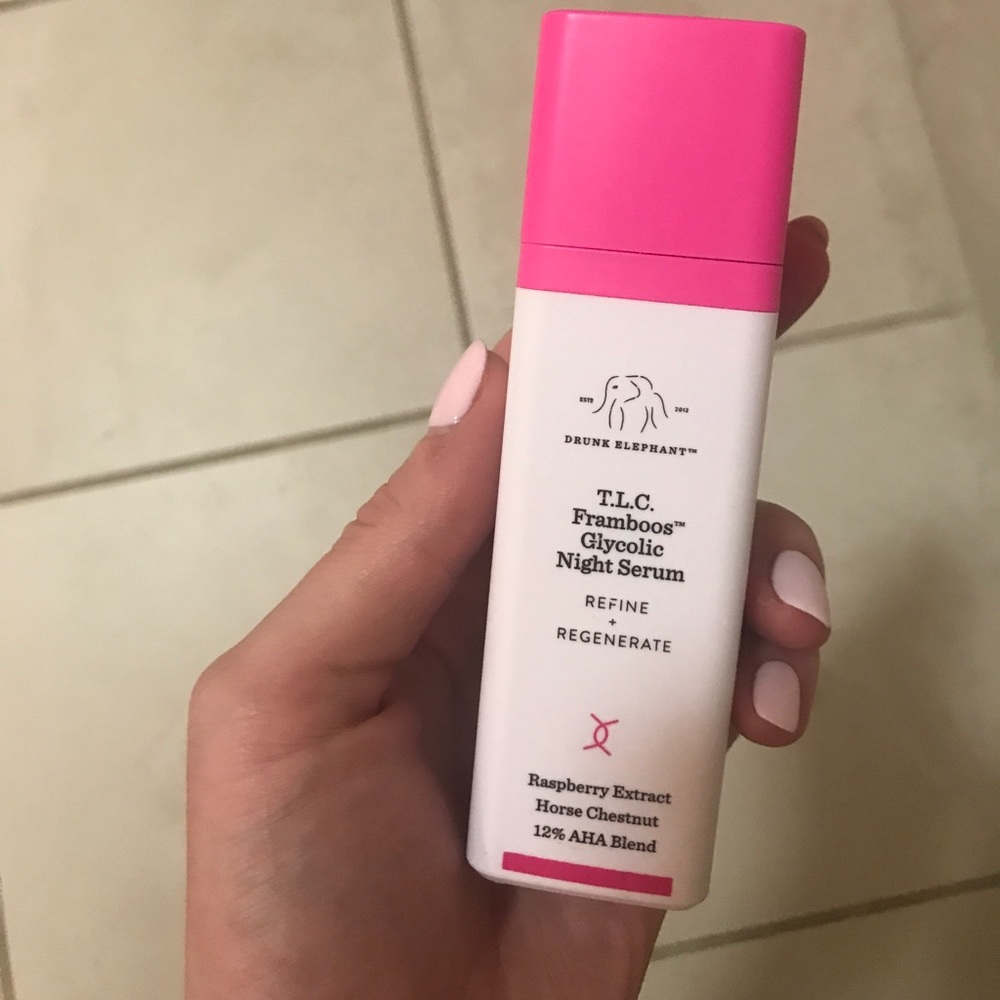 ESTD 2012
DRUNK ELEPHANT™
T.L.C.
Framboos™
Glycolic
Night Serum
REFINE
+
REGENERATE
Raspberry Extract
Horse Chestnut
12% AHA Blend